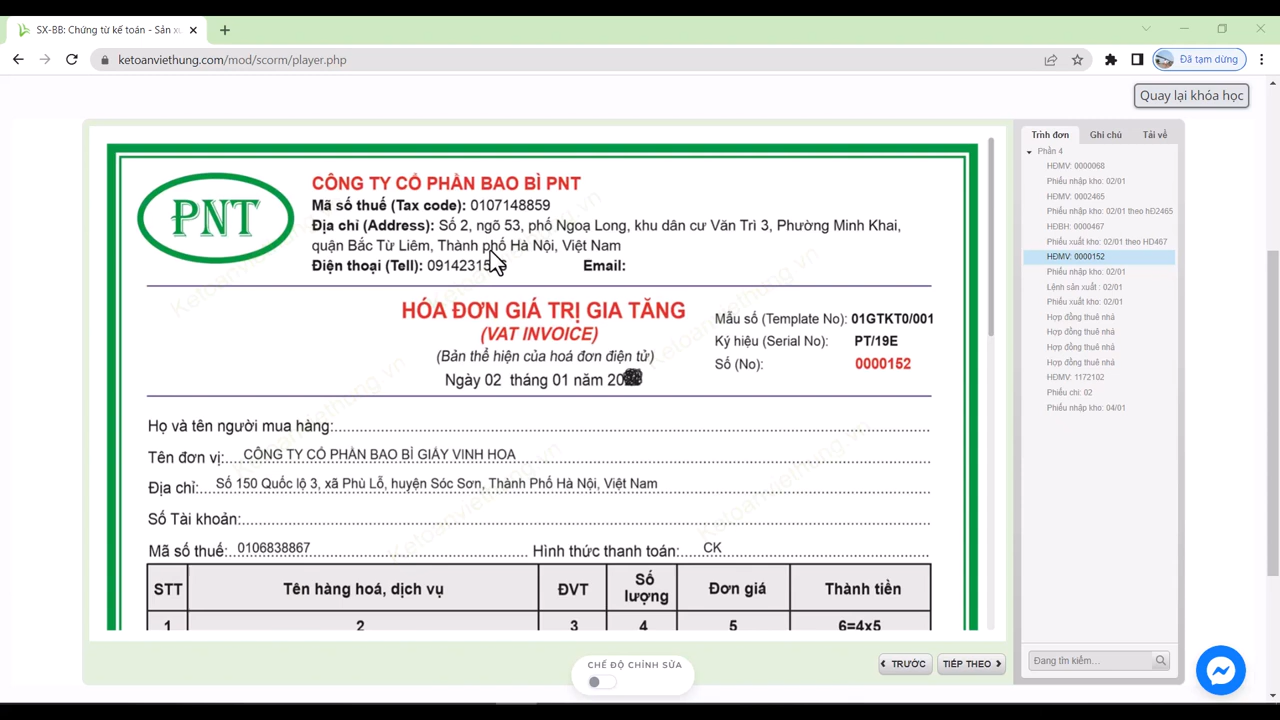 SX-BB: Chứng từ kế toán - Sản xu
ketoanviethung.com/mod/scorm/player.php
Đã tạm dừng
Quay lại khóa học
PNT
CÔNG TY CỔ PHẦN BAO BÌ PNT
Mã số thuế (Tax code): 0107148859
Địa chỉ (Address): Số 2, ngõ 53, phố Ngoạ Long, khu dân cư Văn Trì 3, Phường Minh Khai,
quận Bắc Từ Liêm, Thành phố Hà Nội, Việt Nam
Điện thoại (Tell): Email:
HÓA ĐƠN GIÁ TRỊ GIA TĂNG
(VAT INVOICE)
(Bản thể hiện của hoá đơn điện tử)
Ngày 02 tháng 01 năm
Mẫu số (Template No): 01GTKT0/001
Ký hiệu (Serial No): PT/19E
Số (No): 0000152
Họ và tên người mua hàng:
Tên đơn vị: CÔNG TY CỔ PHẦN BAO BÌ GIẤY VINH HOA
Địa chỉ: Số 150 Quốc lộ 3, xã Phù Lỗ, huyện Sóc Sơn, Thành Phố Hà Nội, Việt Nam
Số Tài khoản:
Mã số thuế: 0106838867 Hình thức thanh toán: CK
STT Tên hàng hoá, dịch vụ ĐVT Số lượng Đơn giá Thành tiền
1 2 3 4 5 6=4x5
Ketoanviethung.vn
CHẾ ĐỘ CHỈNH SỬA
TRƯỚC
TIẾP THEO
Trình đơn Ghi chú Tải về
Phần 4
HĐMV: 0000068
Phiếu nhập kho: 02/01
HĐMV: 0002465
Phiếu nhập kho: 02/01 theo hĐ2465
HĐBH: 0000467
Phiếu xuất kho: 02/01 theo HD467
HĐMV: 0000152
Phiếu nhập kho: 02/01
Lệnh sản xuất : 02/01
Phiếu xuất kho: 02/01
Hợp đồng thuê nhà
Hợp đồng thuê nhà
Hợp đồng thuê nhà
Hợp đồng thuê nhà
HĐMV: 1172102
Phiếu chi: 02
Phiếu nhập kho: 04/01
Đang tìm kiếm...